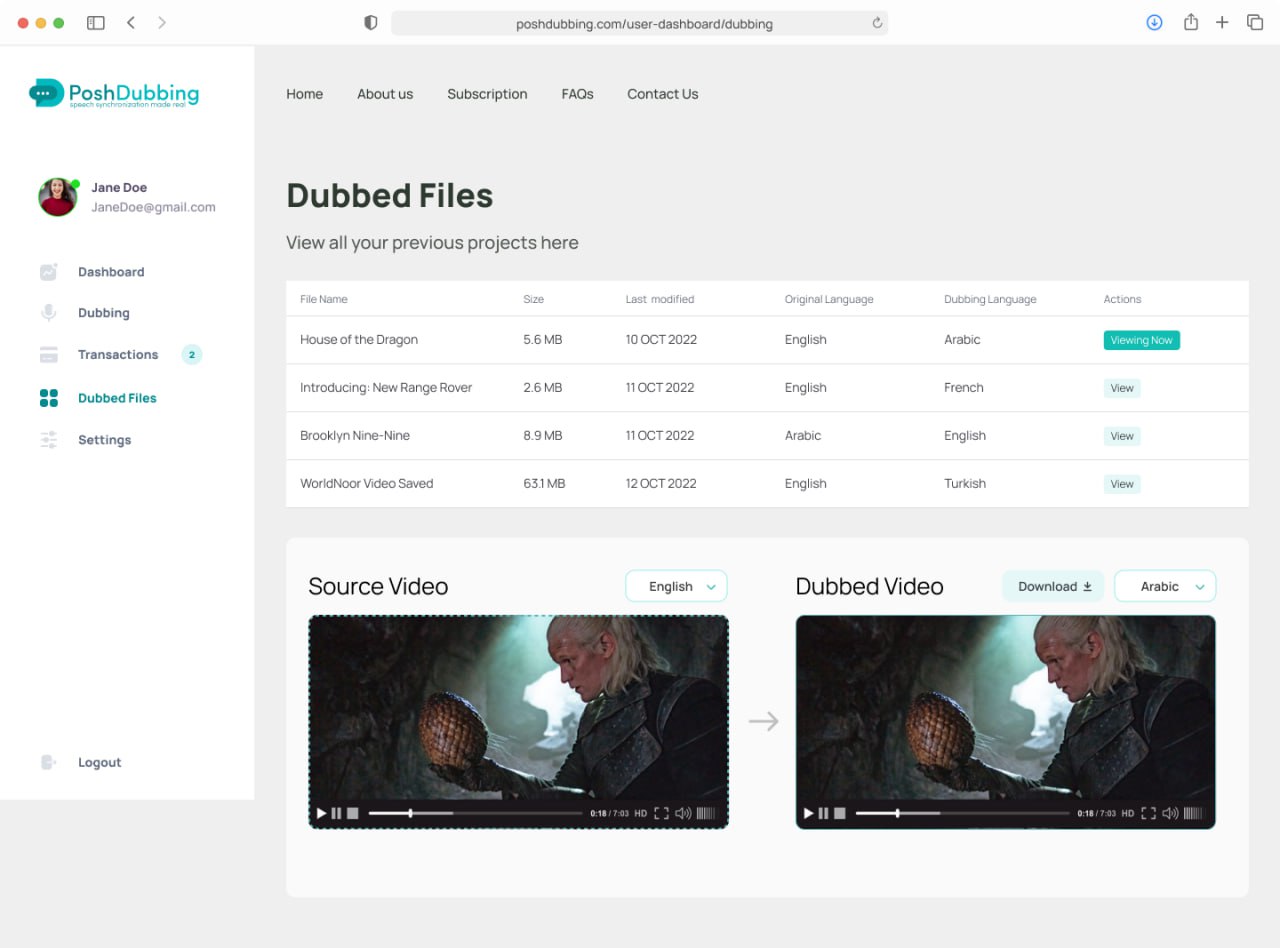 poshdubbing.com/user-dashboard/dubbing
PoshDubbing
speech synchronization made real
Home About us Subscription FAQs Contact Us
Jane Doe
JaneDoe@gmail.com
Dashboard
Dubbing
Transactions 2
Dubbed Files
Settings
Logout
Dubbed Files
View all your previous projects here
File Name Size Last modified Original Language Dubbing Language Actions
House of the Dragon 5.6 MB 10 OCT 2022 English Arabic Viewing Now
Introducing: New Range Rover 2.6 MB 11 OCT 2022 English French View
Brooklyn Nine-Nine 8.9 MB 11 OCT 2022 Arabic English View
WorldNoor Video Saved 63.1 MB 12 OCT 2022 English Turkish View
Source Video English
0:18 / 7:03 HD
Dubbed Video Download Arabic
0:18 / 7:03 HD